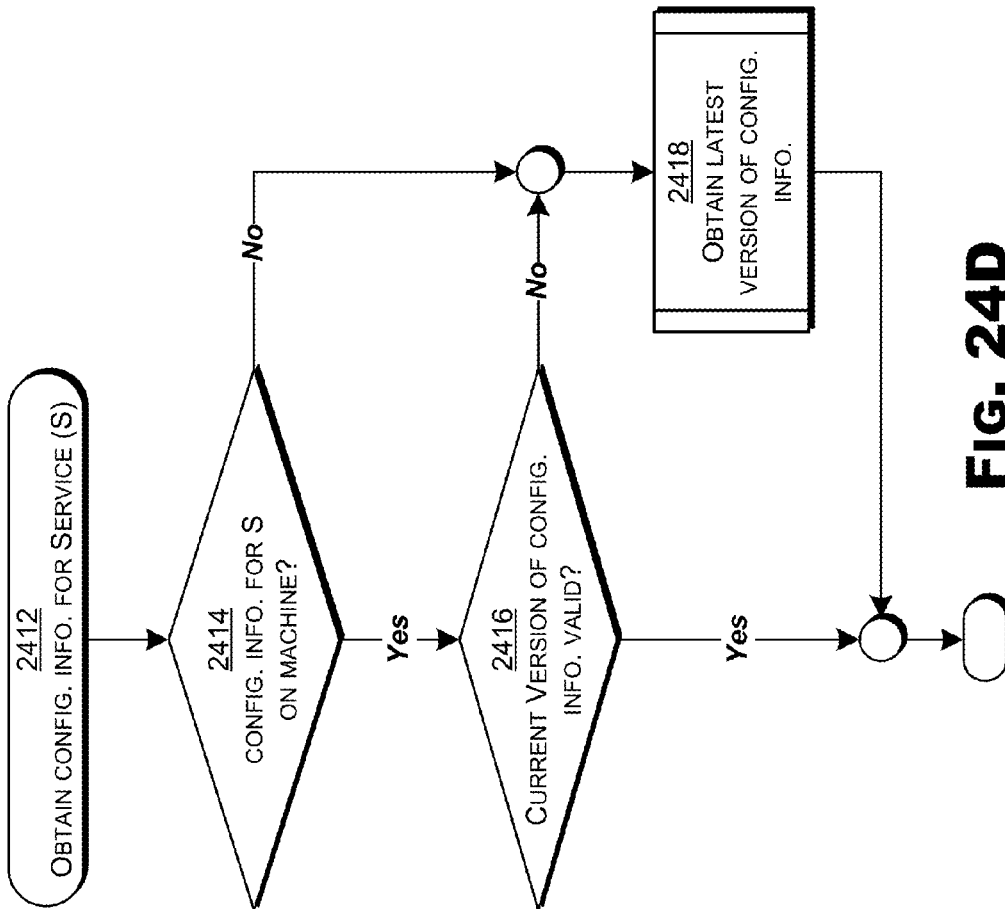 2412
OBTAIN CONFIG. INFO. FOR SERVICE (S)
2414
CONFIG. INFO. FOR S
ON MACHINE?
No
Yes
2416
CURRENT VERSION OF CONFIG.
INFO. VALID?
No
Yes
2418
OBTAIN LATEST
VERSION OF CONFIG.
INFO.
FIG. 24D